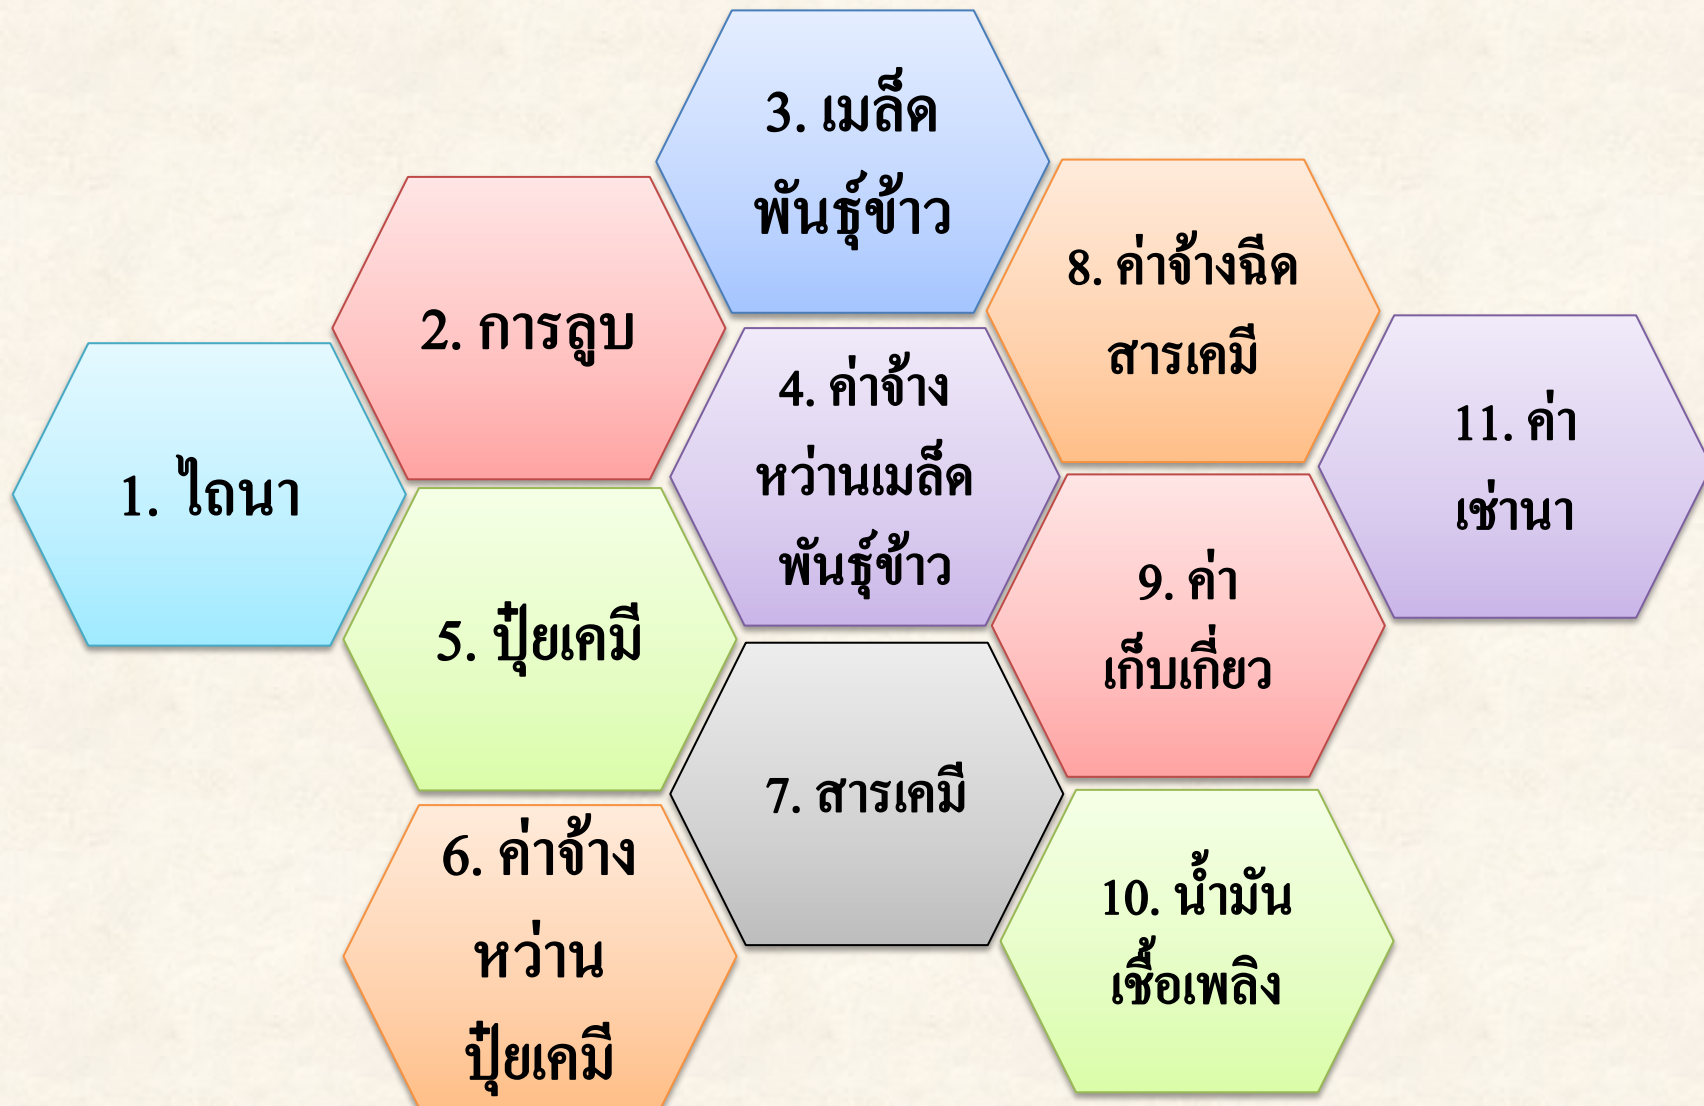 1. ไถนา
2. การลูบ
3. เมล็ด
พันธุ์ข้าว
4. ค่าจ้าง
หว่านเมล็ด
พันธุ์ข้าว
5. ปุ๋ยเคมี
6. ค่าจ้าง
หว่าน
ปุ๋ยเคมี
7. สารเคมี
8. ค่าจ้างฉีด
สารเคมี
9. ค่า
เก็บเกี่ยว
10. น้ำมัน
เชื้อเพลิง
11. ค่า
เช่านา